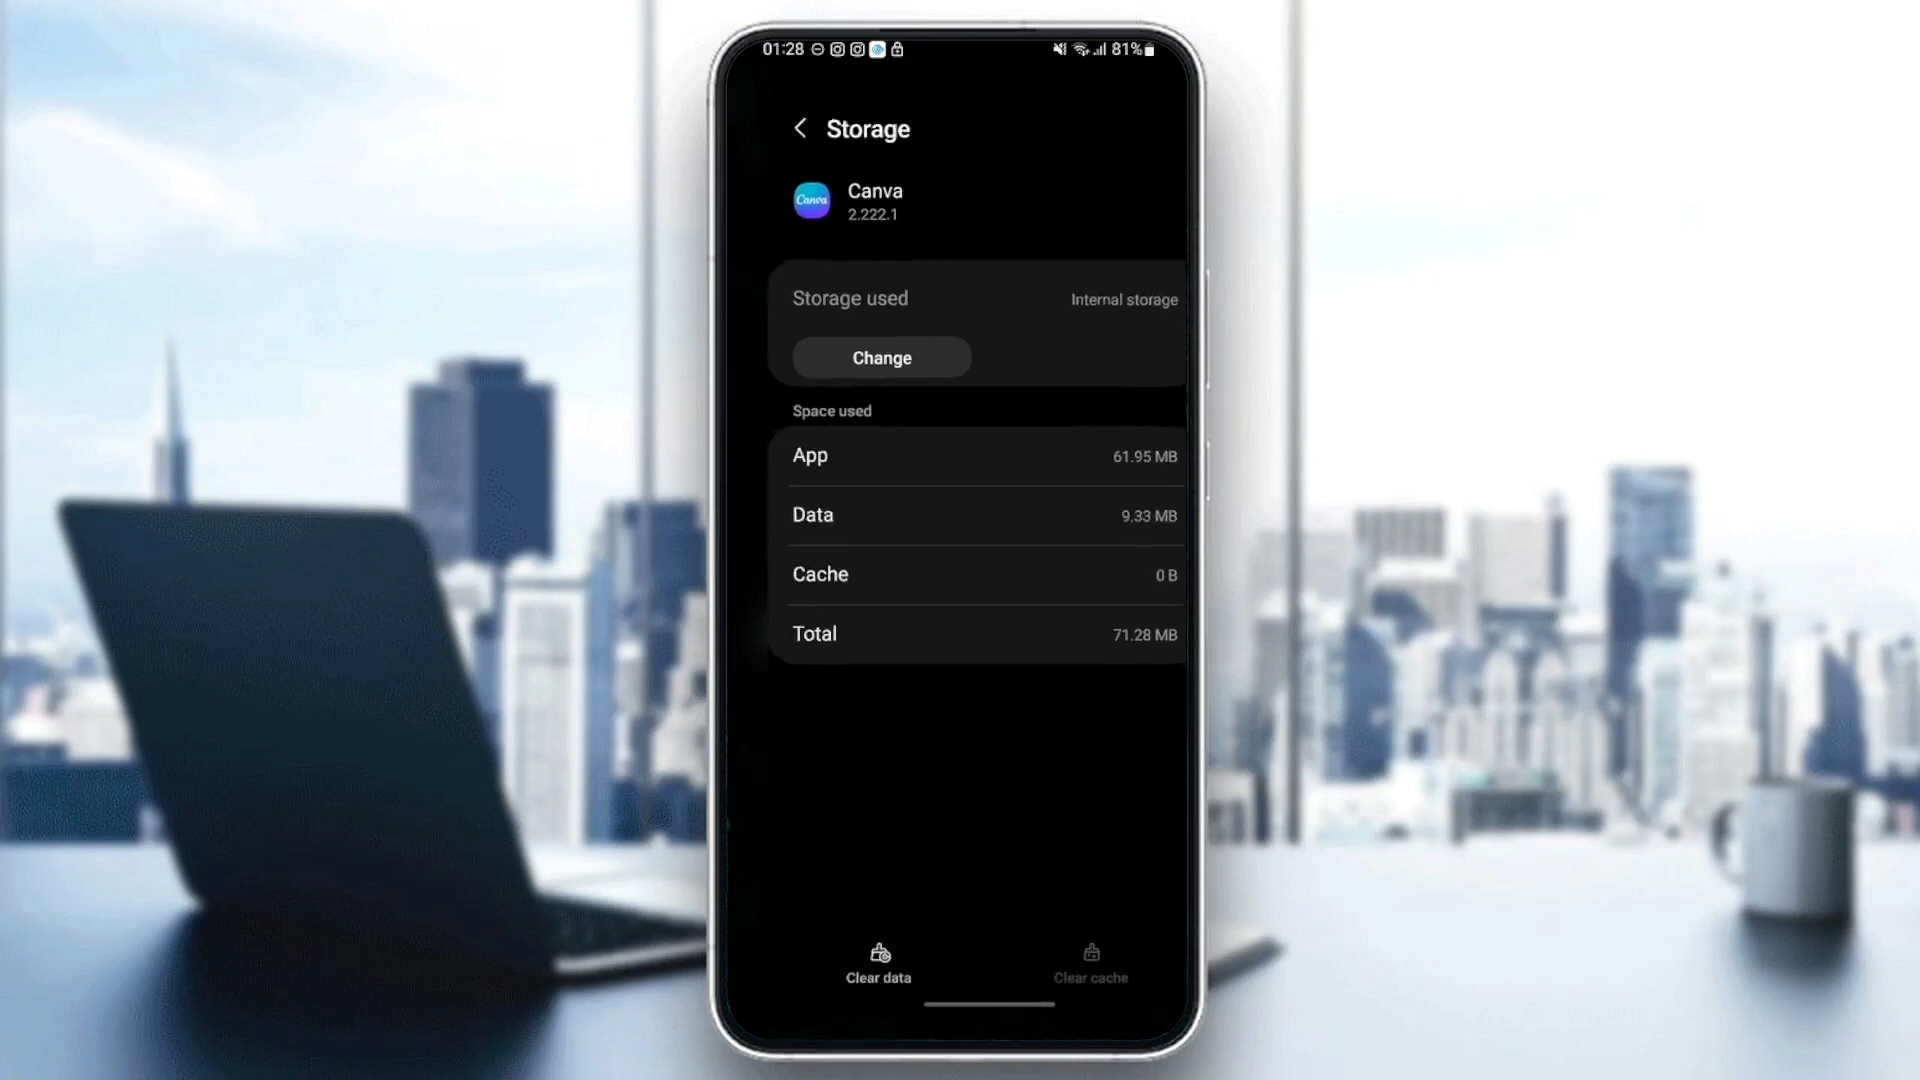 01:28 81%
Storage
Canva
Canva
2.222.1
Storage used Internal storage
Change
Space used
App 61.95 MB
Data 9.33 MB
Cache 0 B
Total 71.28 MB
Clear data Clear cache